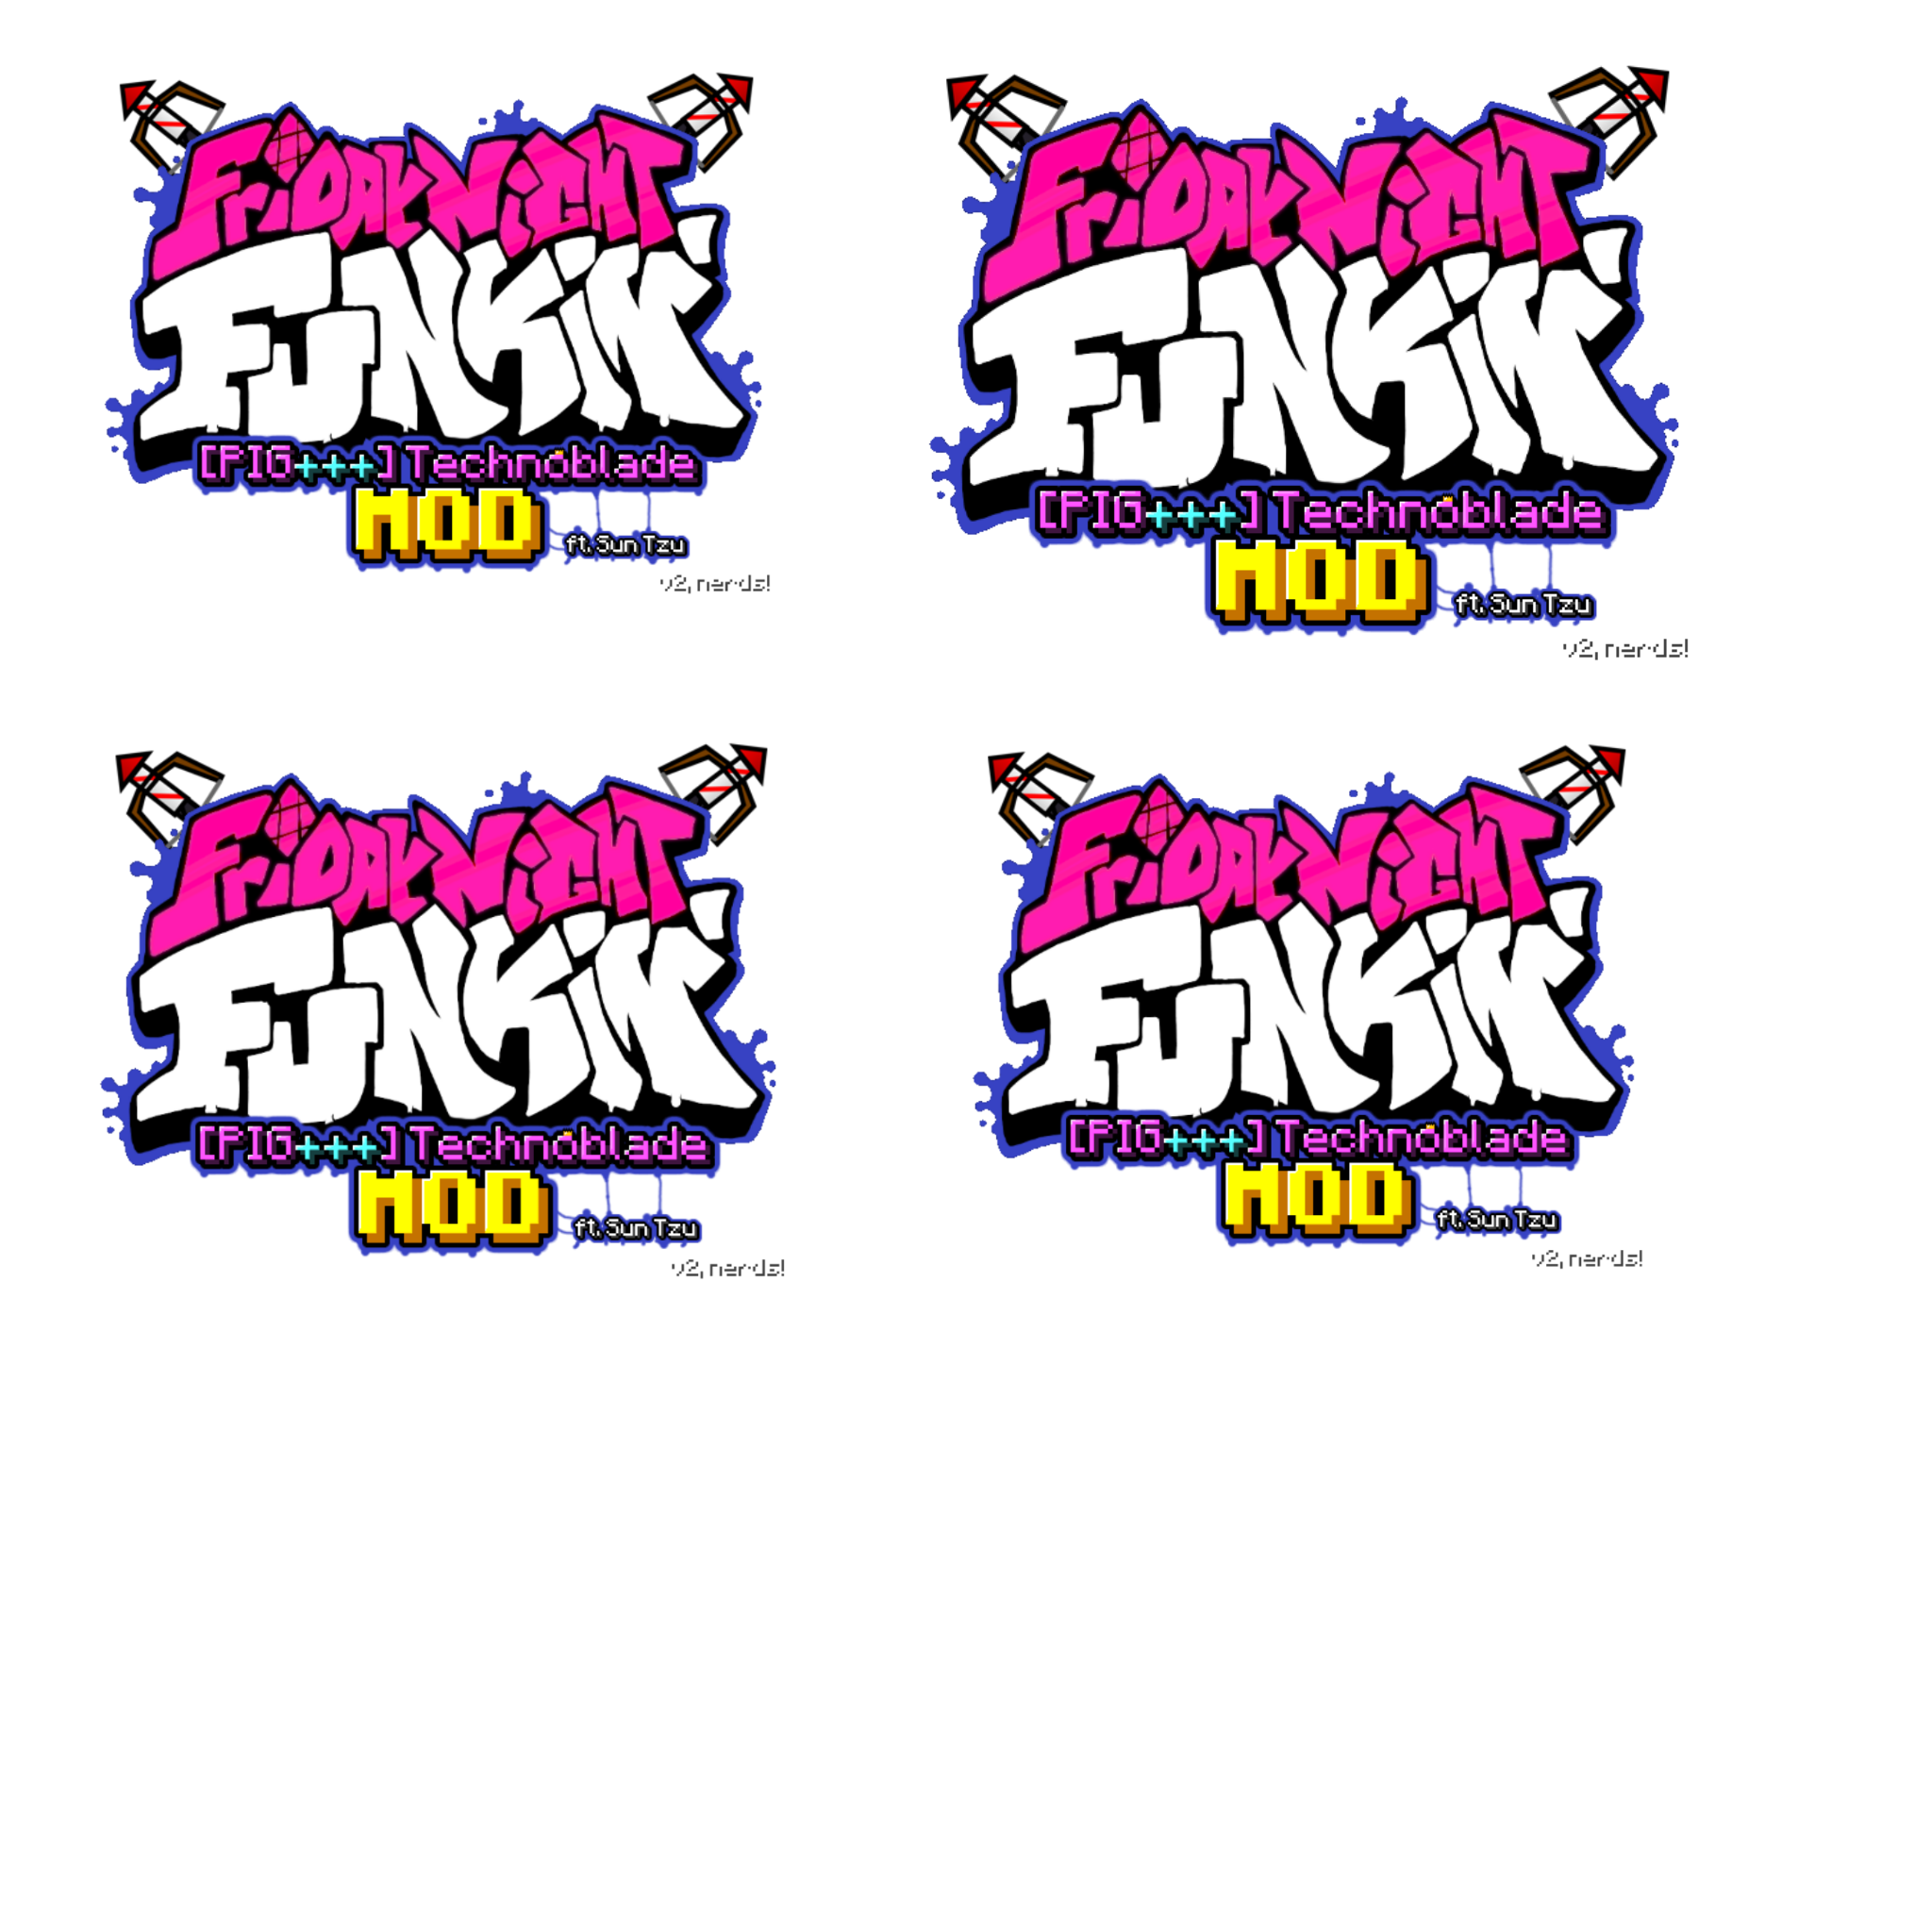 FRiDAY NiGHT
FUNKiN
[PIG+++] Technoblade
MOD
ft. Sun Tzu
v2, nerds!
FRiDAY NiGHT
FUNKiN
[PIG+++] Technoblade
MOD
ft. Sun Tzu
v2, nerds!
FRiDAY NiGHT
FUNKiN
[PIG+++] Technoblade
MOD
ft. Sun Tzu
v2, nerds!
FRiDAY NiGHT
FUNKiN
[PIG+++] Technoblade
MOD
ft. Sun Tzu
v2, nerds!